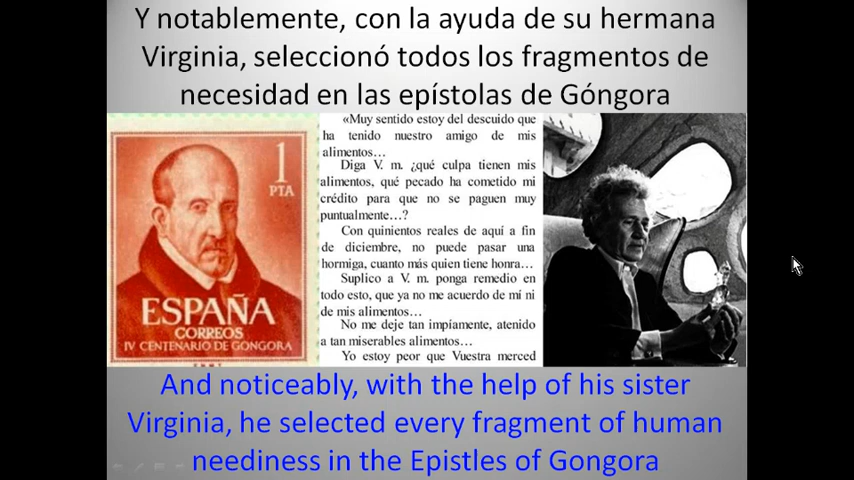 Y notablemente, con la ayuda de su hermana
Virginia, seleccionó todos los fragmentos de
necesidad en las epístolas de Góngora
1
PTA
ESPAÑA
CORREOS
IV CENTENARIO DE GONGORA
«Muy sentido estoy del descuido que
ha tenido nuestro amigo de mis
alimentos…
Diga V. m. ¿qué culpa tienen mis
alimentos, qué pecado ha cometido mi
crédito para que no se paguen muy
puntualmente…?
Con quinientos reales de aquí a fin
de diciembre, no puede pasar una
hormiga, cuanto más quien tiene honra…
Suplico a V. m. ponga remedio en
todo esto, que ya no me acuerdo de mí ni
de mis alimentos…
No me deje tan impíamente, atenido
a tan miserables alimentos…
Yo estoy peor que Vuestra merced
And noticeably, with the help of his sister
Virginia, he selected every fragment of human
neediness in the Epistles of Gongora